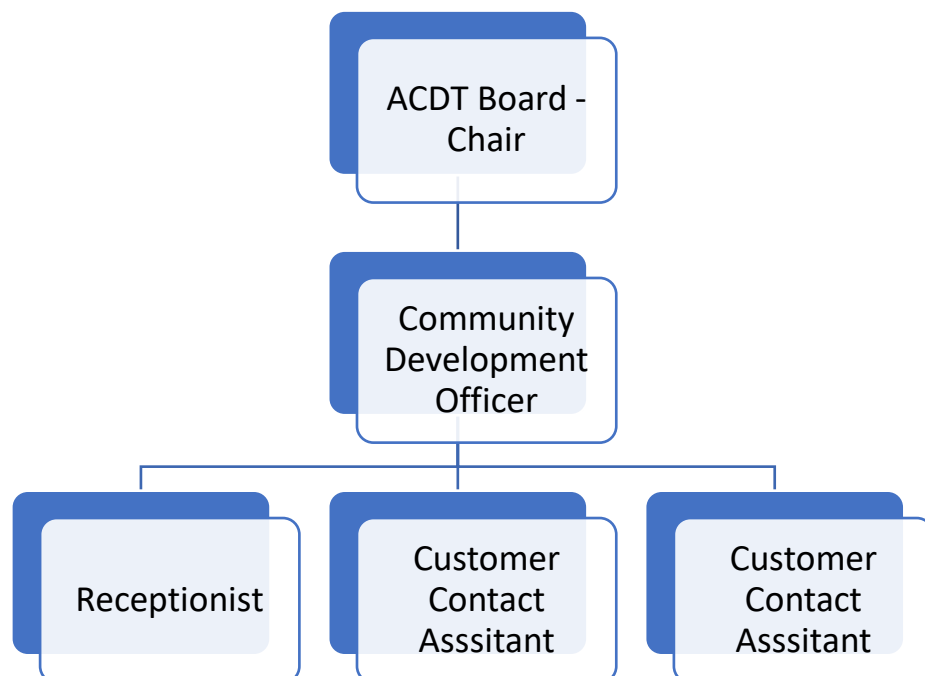 ACDT Board -
Chair
Community
Development
Officer
Receptionist
Customer
Contact
Asssitant
Customer
Contact
Asssitant